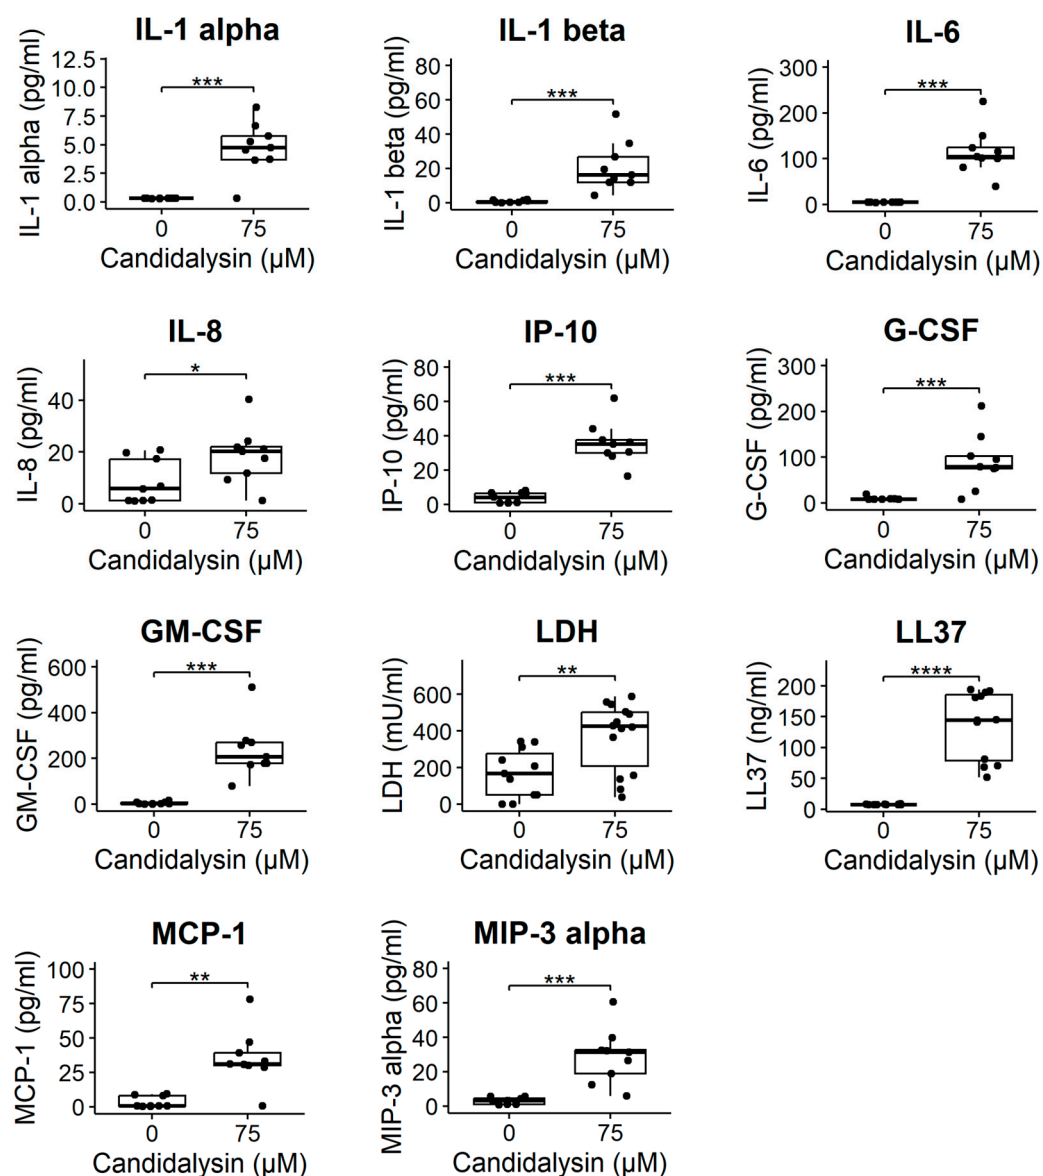 IL-1 alpha
IL-1 alpha (pg/ml)
12.5
10.0
7.5
5.0
2.5
0.0
***
0 75
Candidalysin (µM)
IL-1 beta
IL-1 beta (pg/ml)
80
60
40
20
0
***
0 75
Candidalysin (µM)
IL-6
IL-6 (pg/ml)
300
200
100
0
***
0 75
Candidalysin (µM)
IL-8
IL-8 (pg/ml)
40
20
0
*
0 75
Candidalysin (µM)
IP-10
IP-10 (pg/ml)
80
60
40
20
0
***
0 75
Candidalysin (µM)
G-CSF
G-CSF (pg/ml)
300
200
100
0
***
0 75
Candidalysin (µM)
GM-CSF
GM-CSF (pg/ml)
600
400
200
0
***
0 75
Candidalysin (µM)
LDH
LDH (mU/ml)
600
400
200
0
**
0 75
Candidalysin (µM)
LL37
LL37 (ng/ml)
200
150
100
50
0
****
0 75
Candidalysin (µM)
MCP-1
MCP-1 (pg/ml)
100
75
50
25
0
**
0 75
Candidalysin (µM)
MIP-3 alpha
MIP-3 alpha (pg/ml)
80
60
40
20
0
***
0 75
Candidalysin (µM)